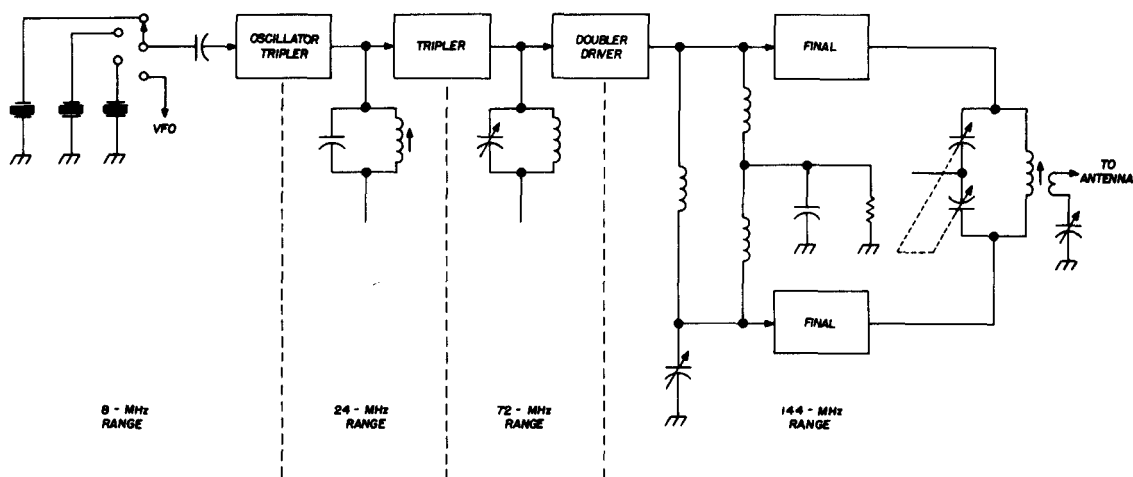 OSCILLATOR
TRIPLER
TRIPLER
DOUBLER
DRIVER
FINAL
VFO
TO
ANTENNA
FINAL
8 - MHz
RANGE
24 - MHz
RANGE
72 - MHz
RANGE
144 - MHz
RANGE